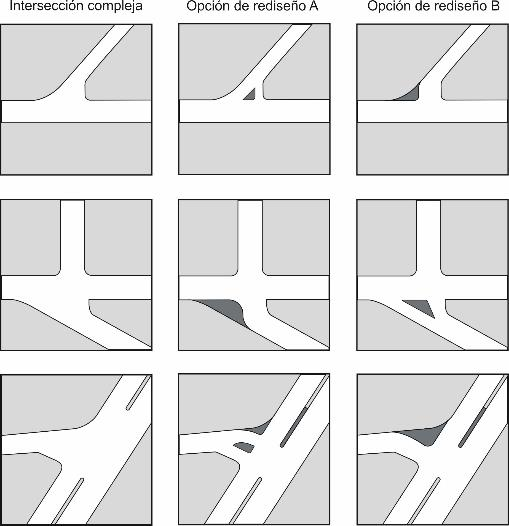 Intersección compleja
Opción de rediseño A
Opción de rediseño B